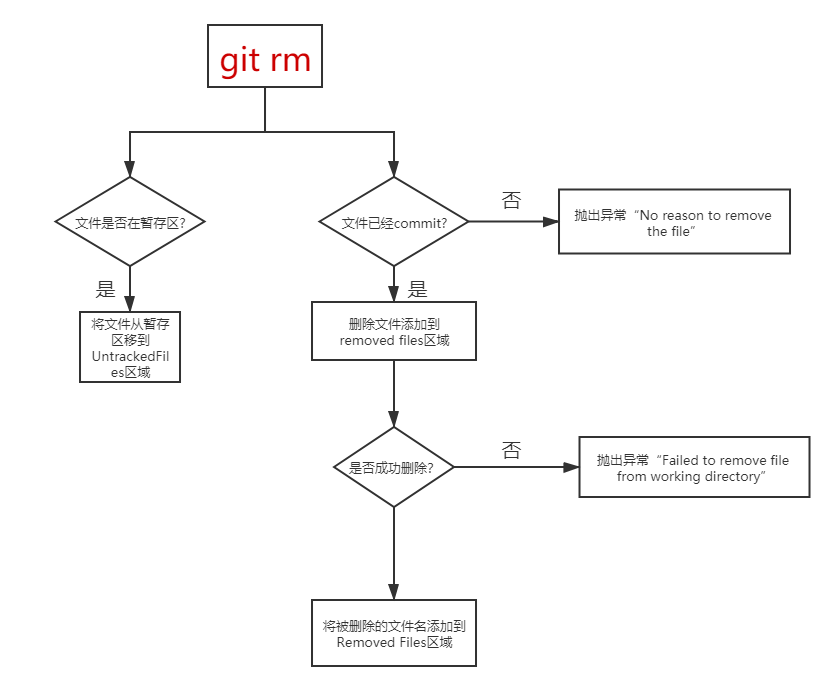 git rm
文件是否在暂存区?
文件已经commit?
否
抛出异常“No reason to remove
the file”
是
是
将文件从暂存
区移到
UntrackedFil
es区域
删除文件添加到
removed files区域
否
是否成功删除?
抛出异常“Failed to remove file
from working directory”
将被删除的文件名添加到
Removed Files区域